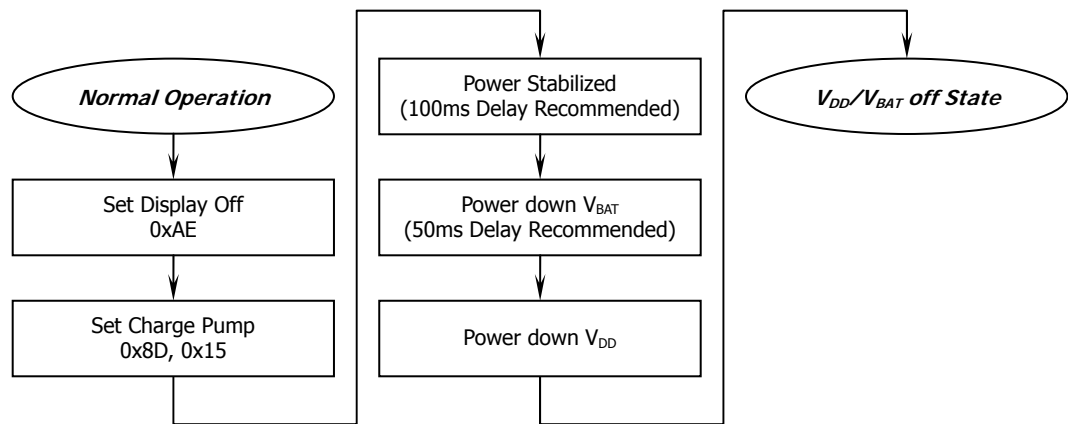 Normal Operation
Set Display Off
0xAE
Set Charge Pump
0x8D, 0x15
Power Stabilized
(100ms Delay Recommended)
Power down VBAT
(50ms Delay Recommended)
Power down VDD
VDD/VBAT off State